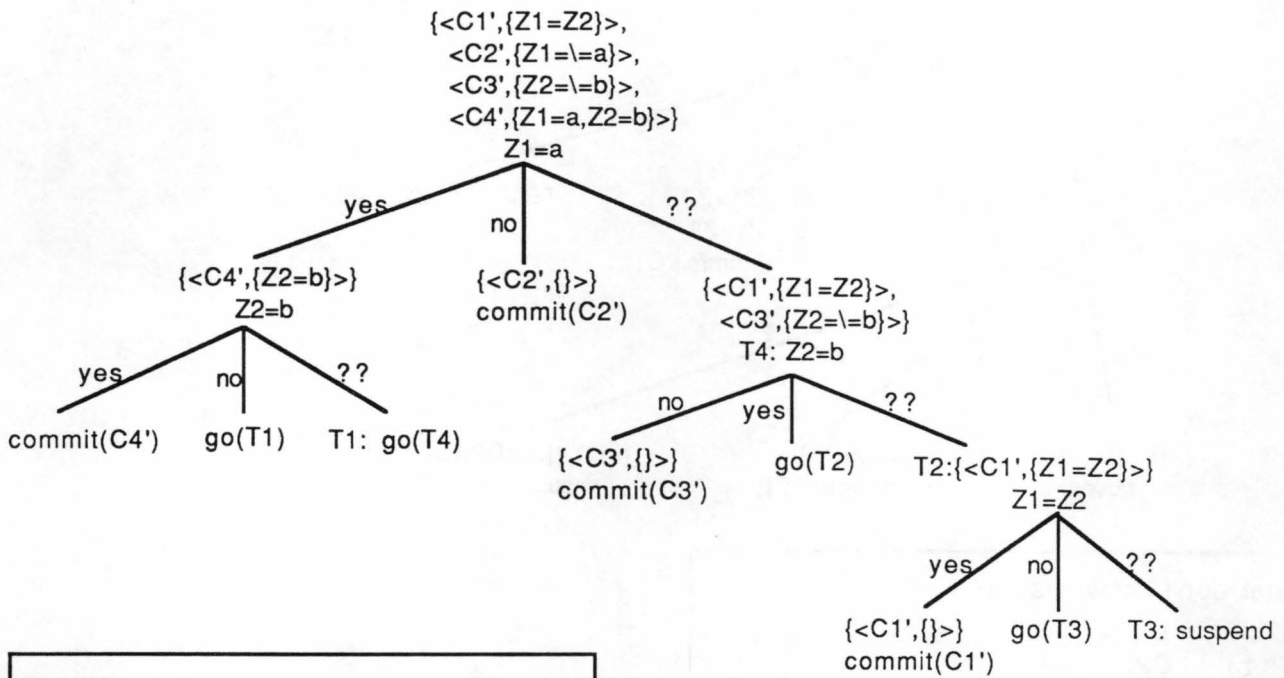 {<C1',{Z1=Z2}>,
<C2',{Z1=\=a}>,
<C3',{Z2=\=b}>,
<C4',{Z1=a,Z2=b}>}
Z1=a
yes
no
??
{<C4',{Z2=b}>}
Z2=b
{<C2',{}>}
commit(C2')
{<C1',{Z1=Z2}>,
<C3',{Z2=\=b}>}
T4: Z2=b
yes
no
??
no
yes
??
commit(C4')
go(T1)
T1: go(T4)
{<C3',{}>}
commit(C3')
go(T2)
T2:{<C1',{Z1=Z2}>}
Z1=Z2
yes
no
??
{<C1',{}>}
commit(C1')
go(T3)
T3: suspend